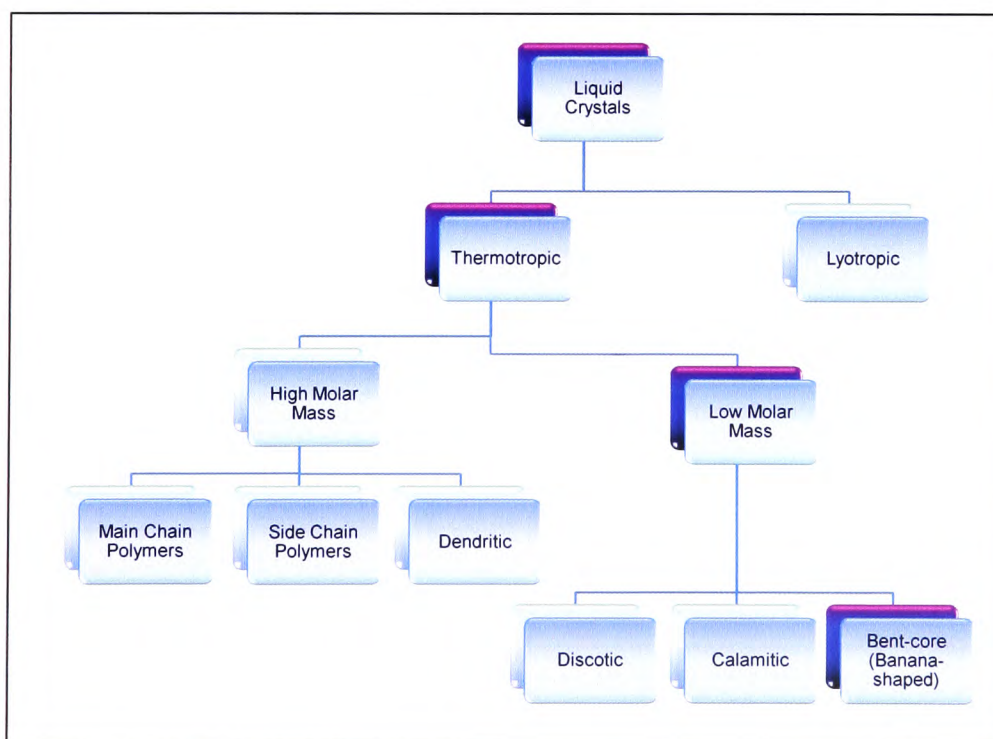 Liquid
Crystals
Thermotropic
Lyotropic
High Molar
Mass
Low Molar
Mass
Main Chain
Polymers
Side Chain
Polymers
Dendritic
Discotic
Calamitic
Bent-core
(Banana-
shaped)